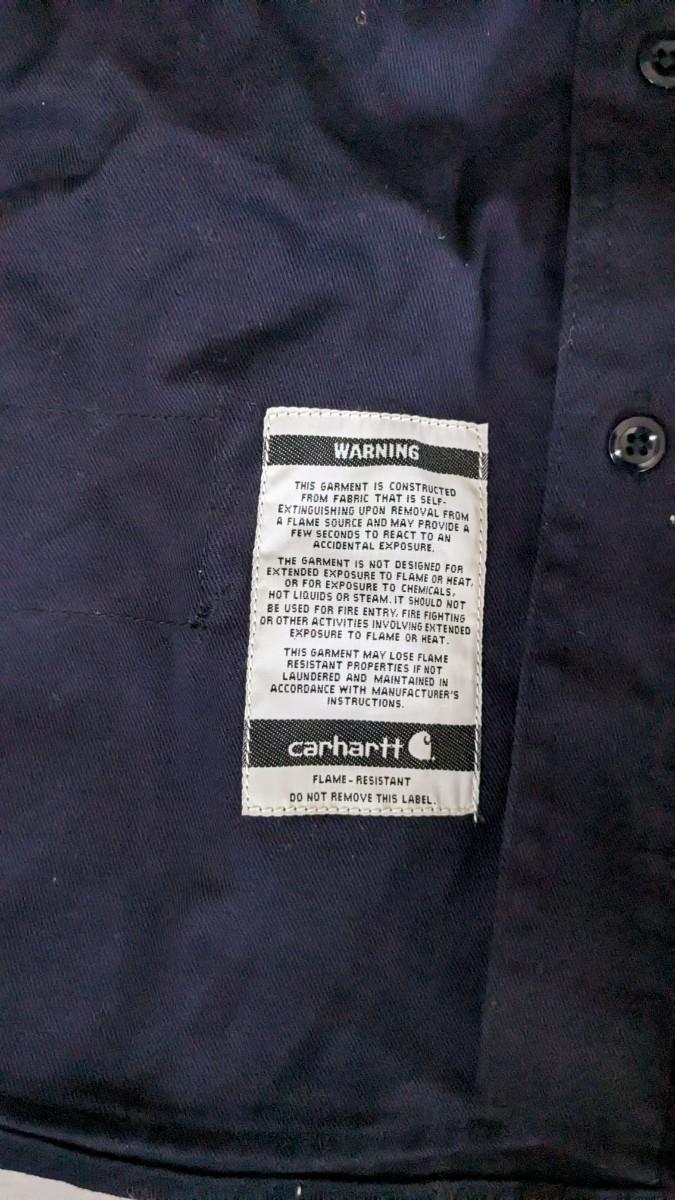 WARNING
THIS GARMENT IS CONSTRUCTED
FROM FABRIC THAT IS SELF-
EXTINGUISHING UPON REMOVAL FROM
A FLAME SOURCE AND MAY PROVIDE A
FEW SECONDS TO REACT TO AN
ACCIDENTAL EXPOSURE.
THE GARMENT IS NOT DESIGNED FOR
EXTENDED EXPOSURE TO FLAME OR HEAT,
OR FOR EXPOSURE TO CHEMICALS,
HOT LIQUIDS OR STEAM. IT SHOULD NOT
BE USED FOR FIRE ENTRY, FIRE FIGHTING
OR OTHER ACTIVITIES INVOLVING EXTENDED
EXPOSURE TO FLAME OR HEAT.
THIS GARMENT MAY LOSE FLAME
RESISTANT PROPERTIES IF NOT
LAUNDERED AND MAINTAINED IN
ACCORDANCE WITH MANUFACTURER'S
INSTRUCTIONS.
carhartt
FLAME-RESISTANT
DO NOT REMOVE THIS LABEL.